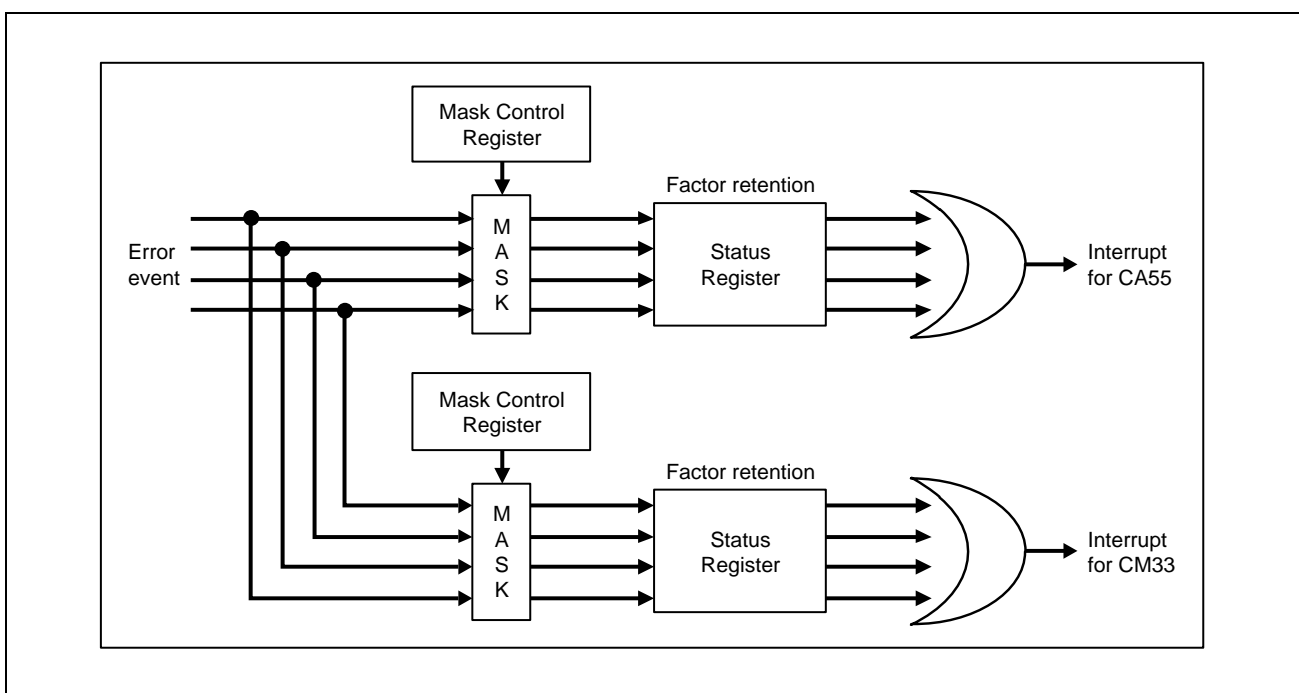 Mask Control
Register
M
A
S
K
Factor retention
Status
Register
Error
event
Interrupt
for CA55
Mask Control
Register
M
A
S
K
Factor retention
Status
Register
Interrupt
for CM33